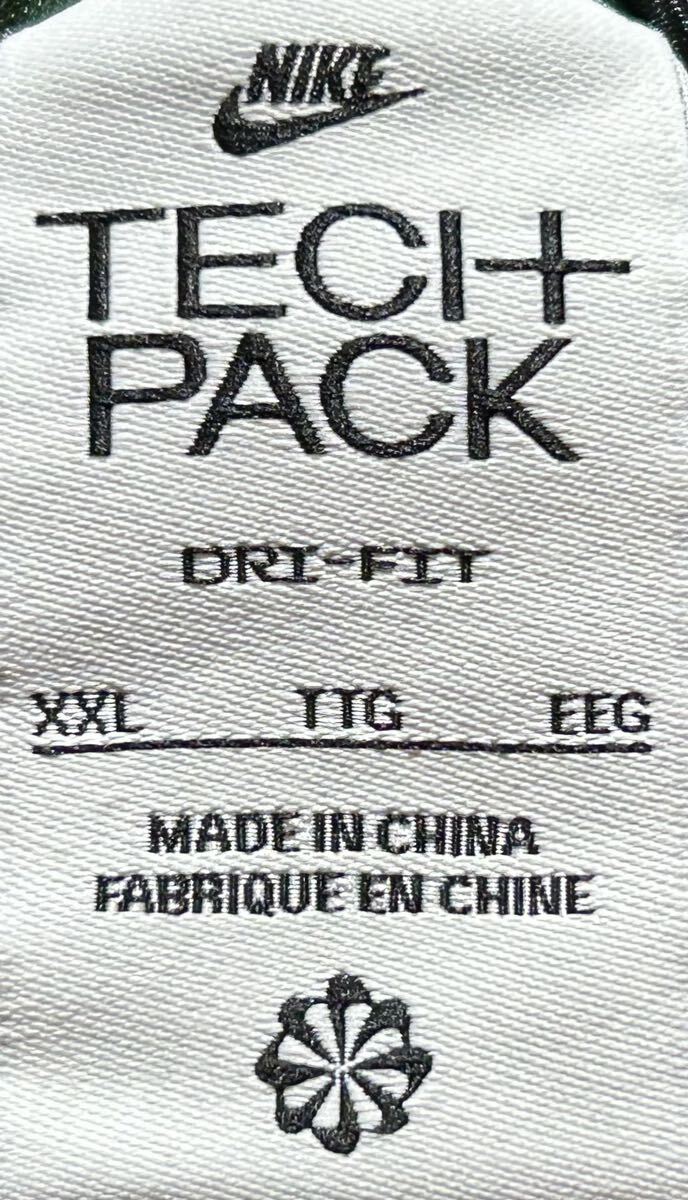 NIKE
TECH
PACK
DRI-FIT
XXL TTG EEG
MADE IN CHINA
FABRIQUE EN CHINE